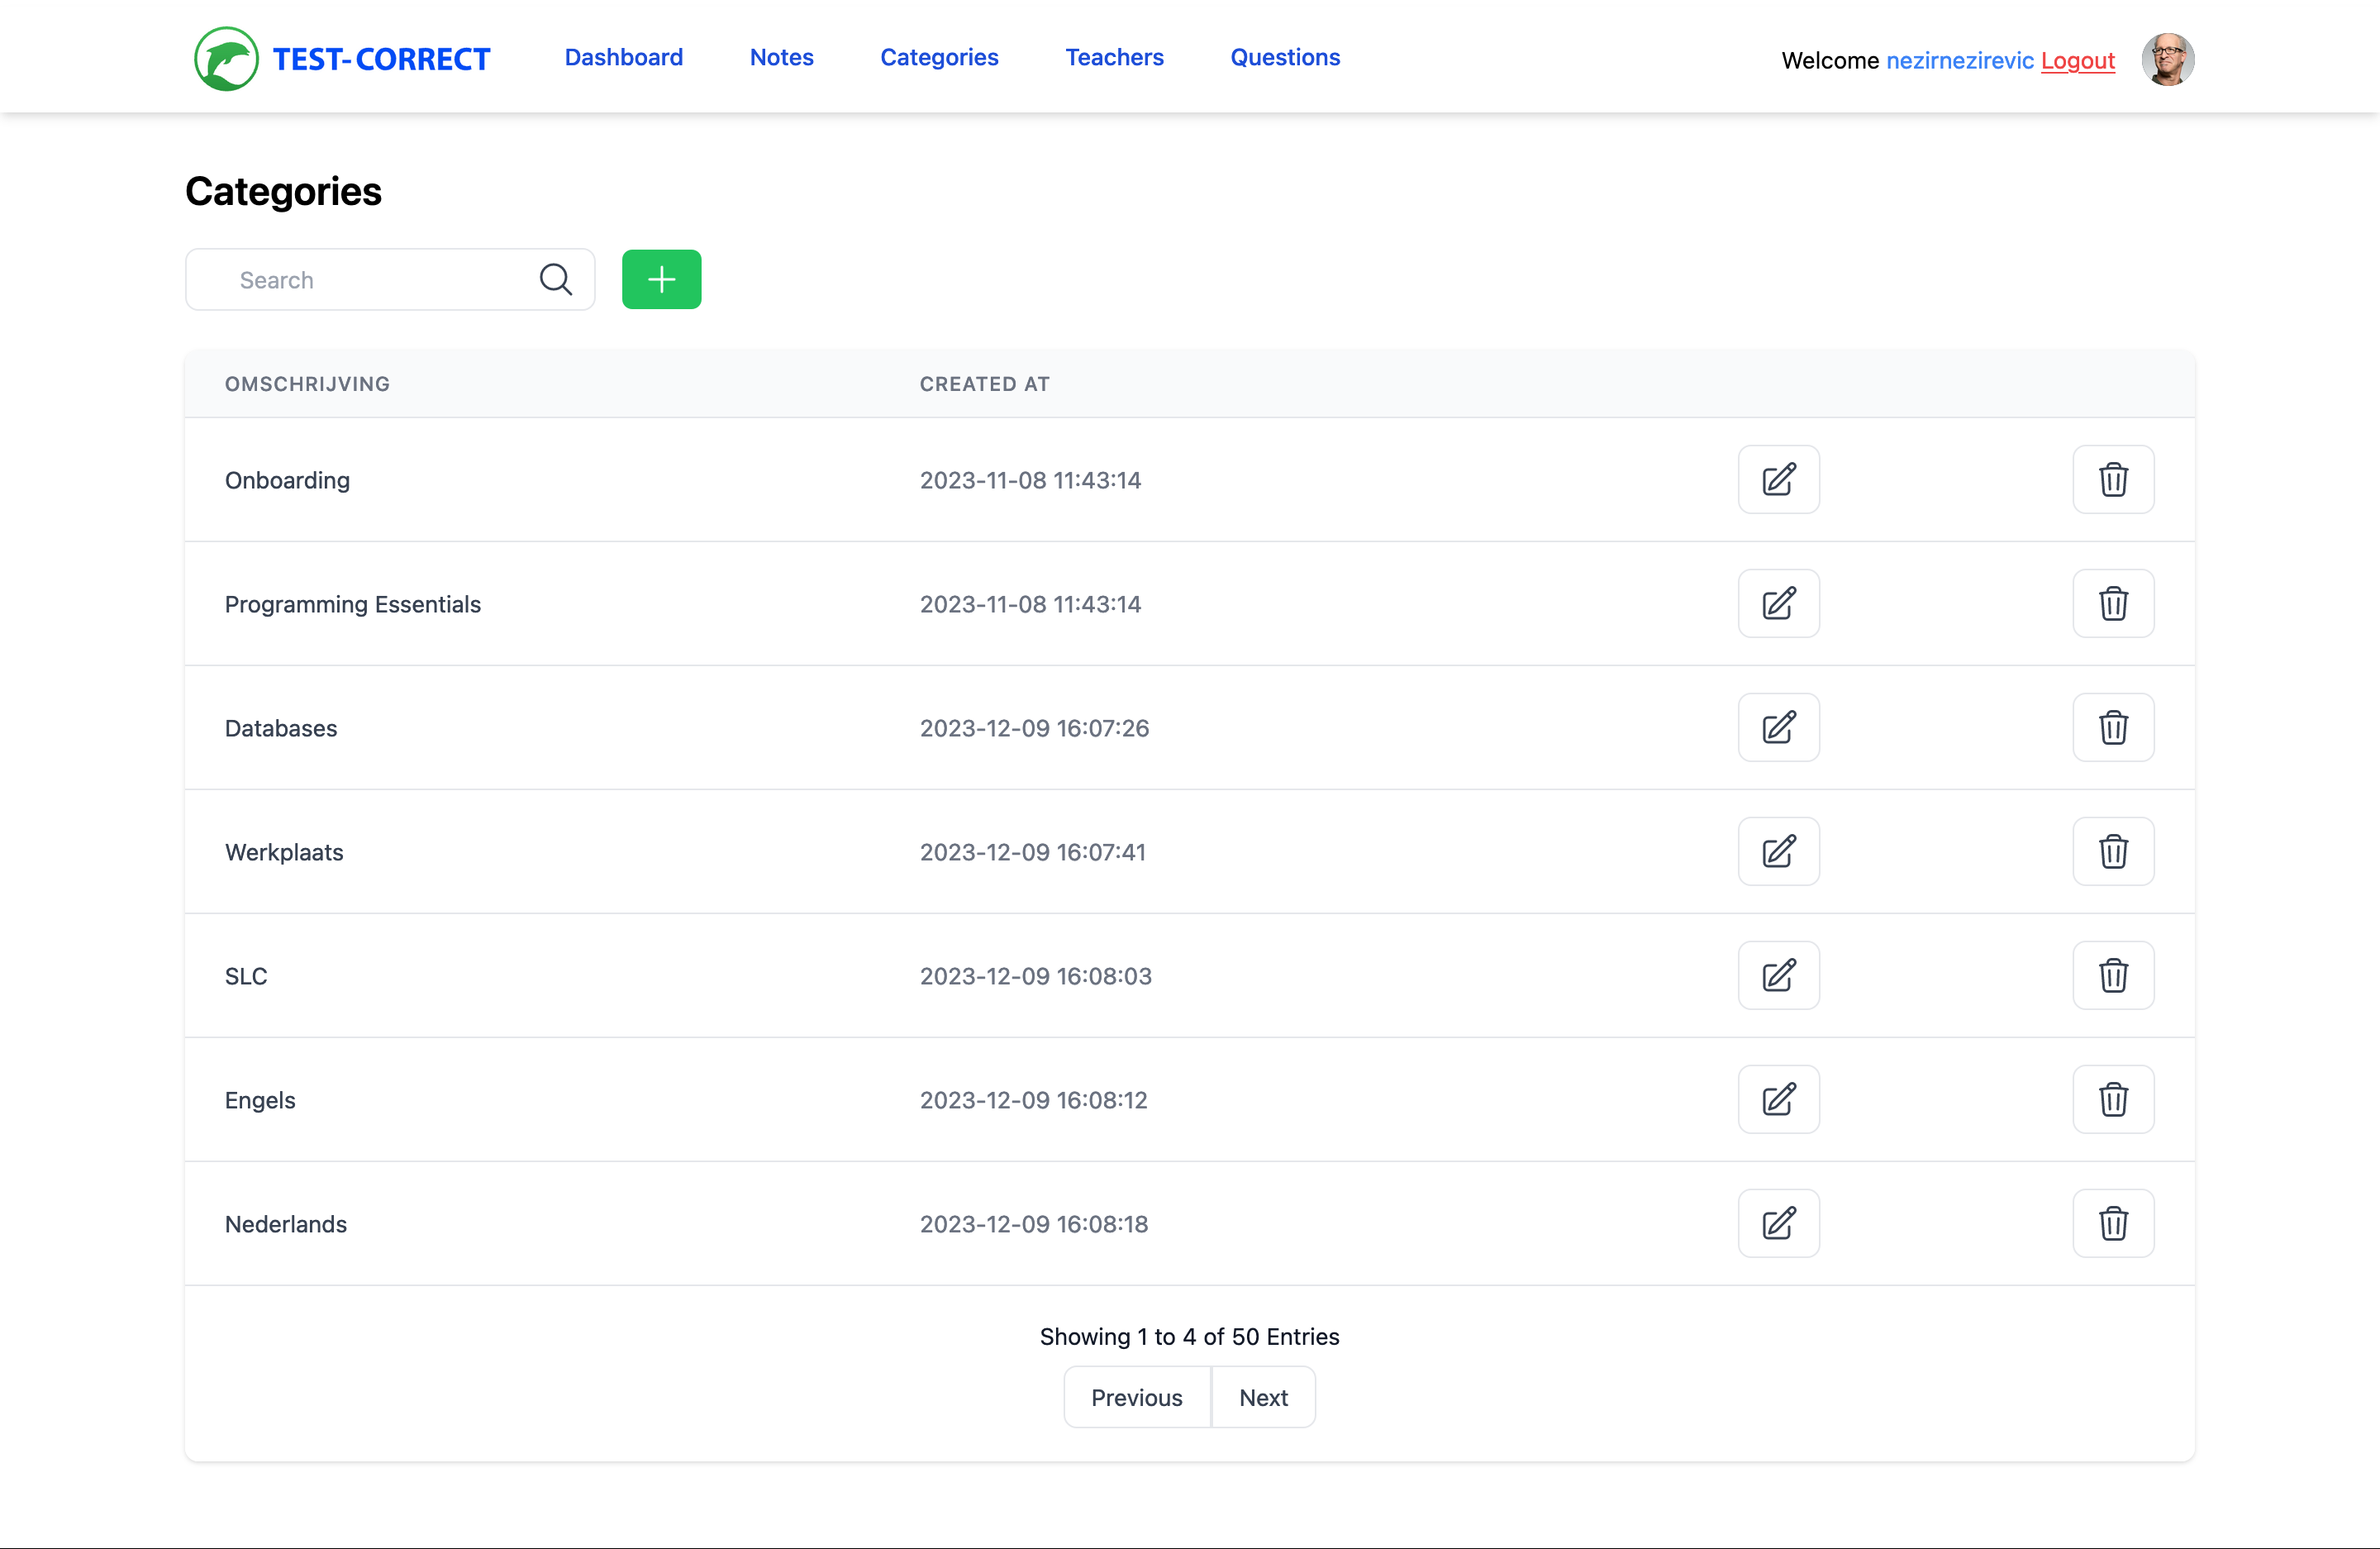 TEST-CORRECT Dashboard Notes Categories Teachers Questions Welcome nezirnezirevic Logout
Categories
Search
OMSCHRIJVING CREATED AT
Onboarding 2023-11-08 11:43:14
Programming Essentials 2023-11-08 11:43:14
Databases 2023-12-09 16:07:26
Werkplaats 2023-12-09 16:07:41
SLC 2023-12-09 16:08:03
Engels 2023-12-09 16:08:12
Nederlands 2023-12-09 16:08:18
Showing 1 to 4 of 50 Entries
Previous Next